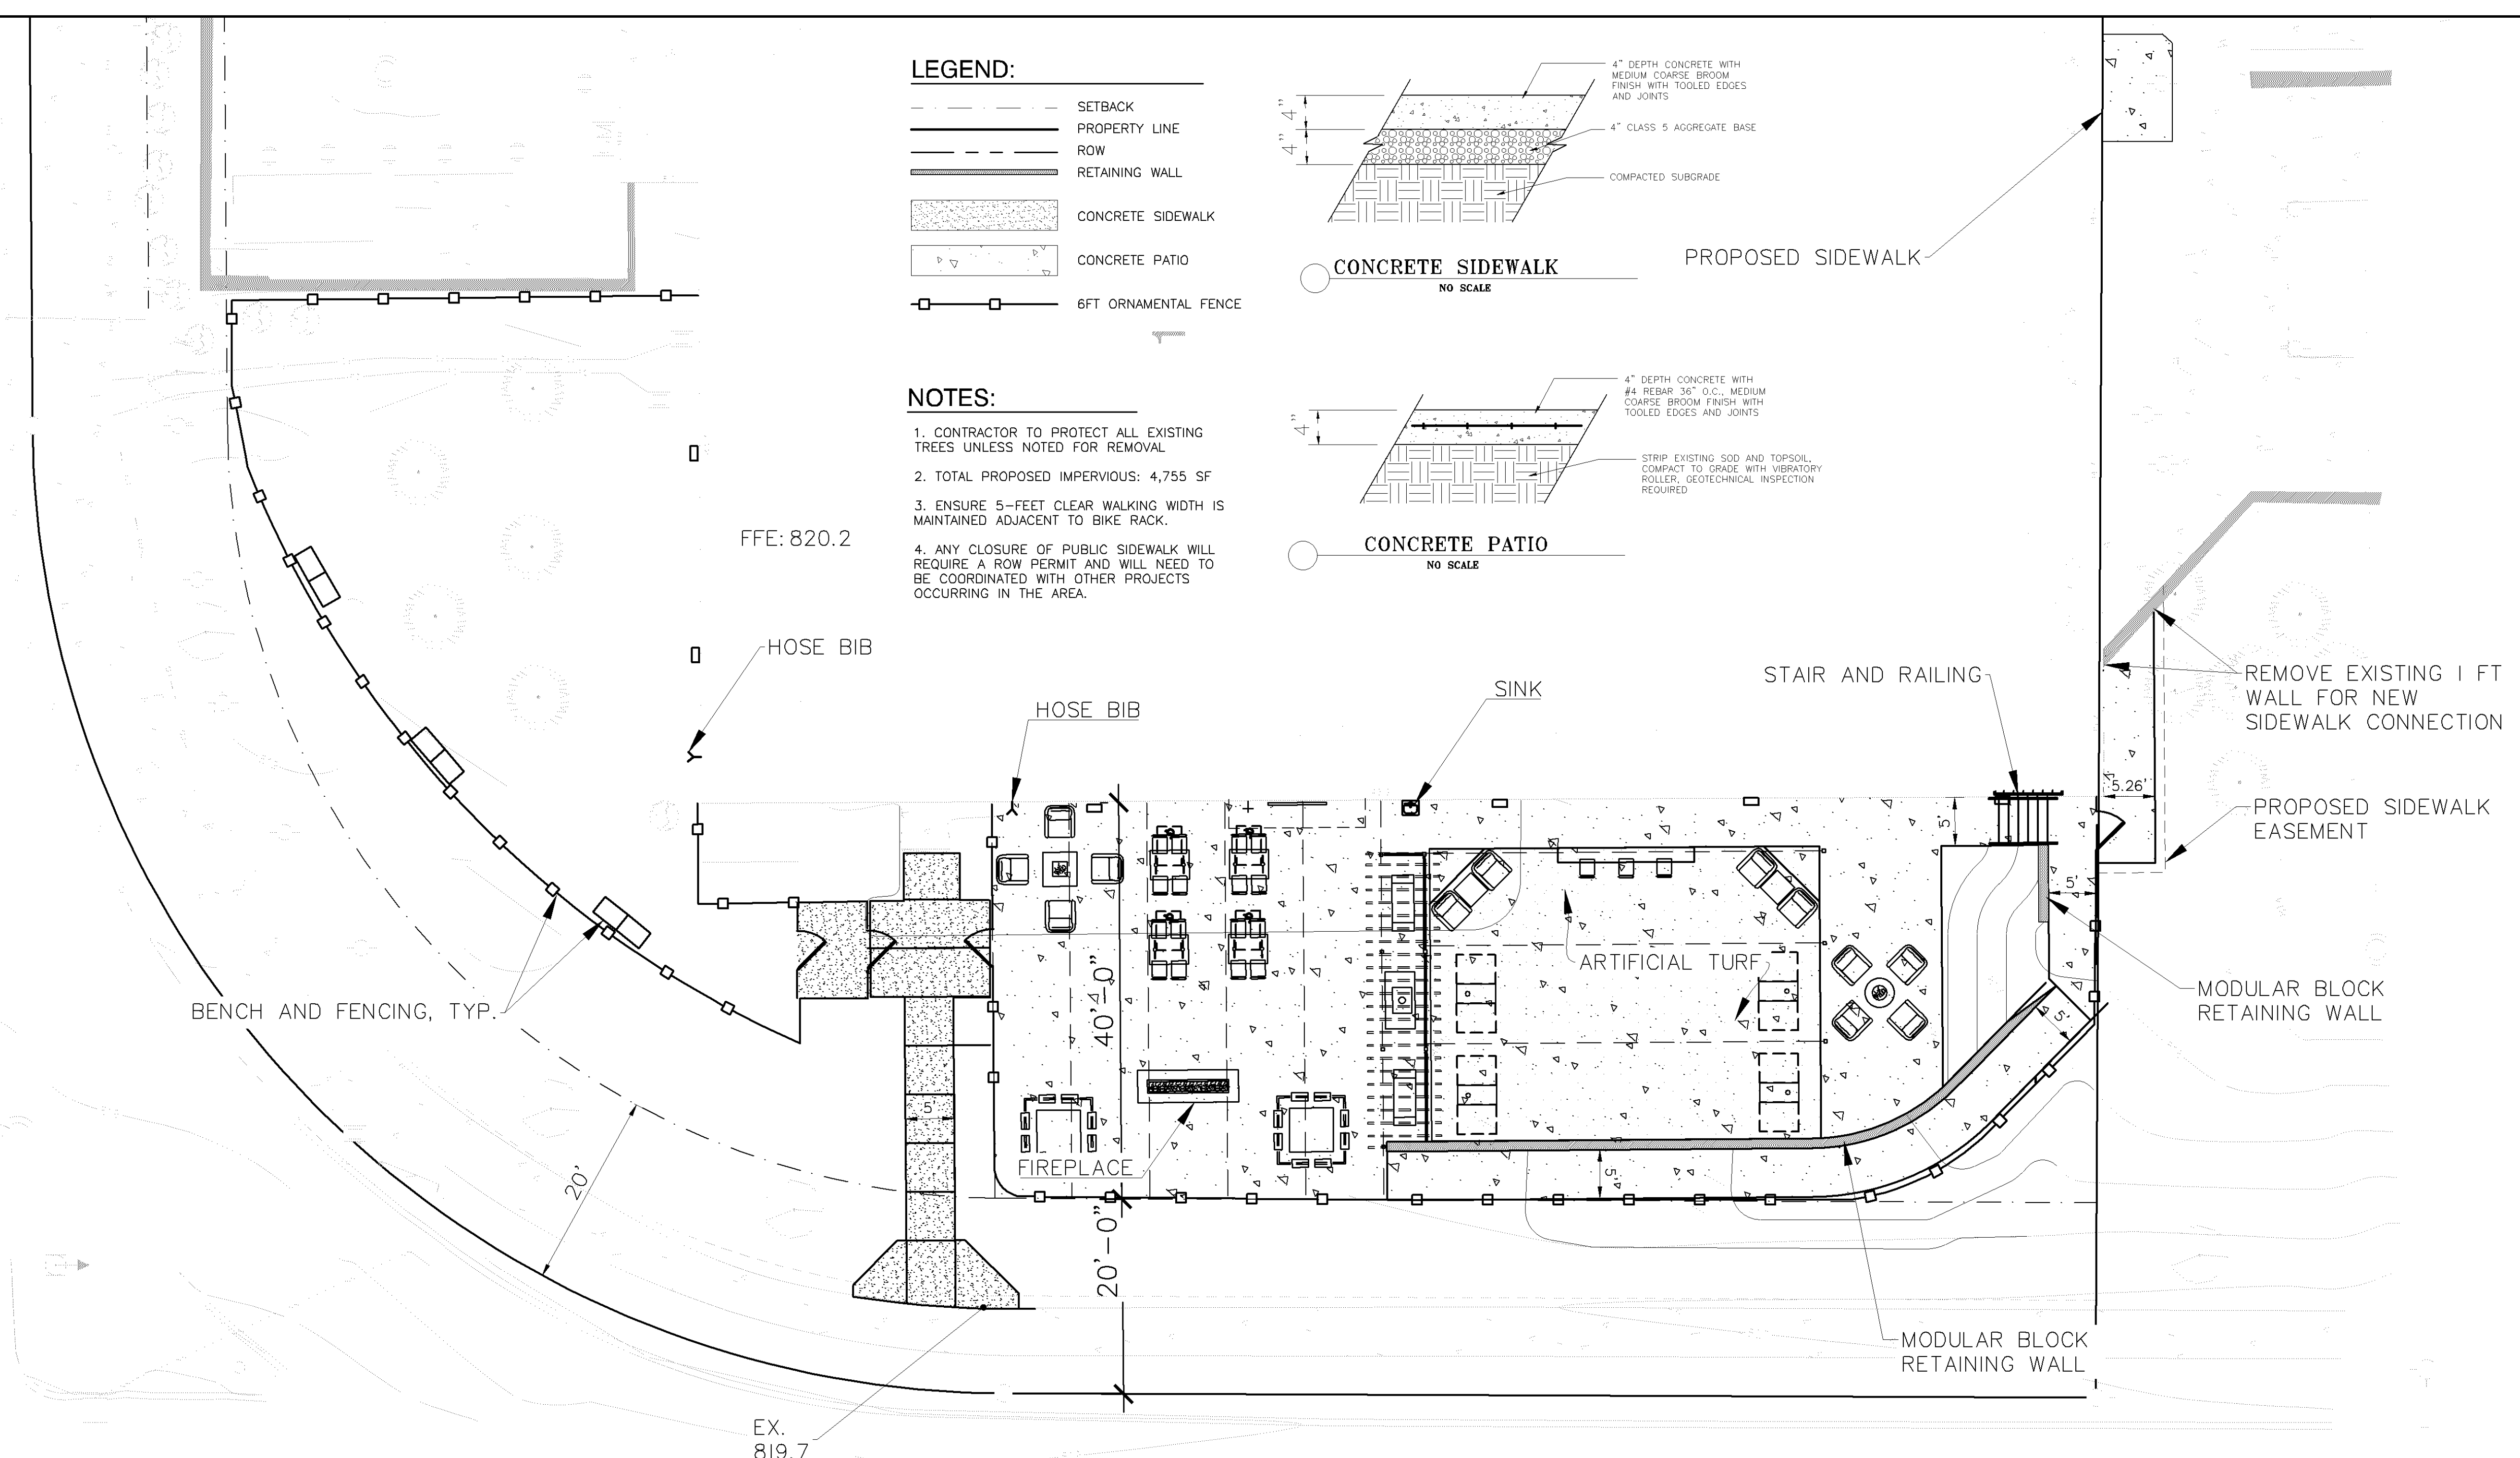 LEGEND:
SETBACK
PROPERTY LINE
ROW
RETAINING WALL
CONCRETE SIDEWALK
CONCRETE PATIO
6FT ORNAMENTAL FENCE
NOTES:
1. CONTRACTOR TO PROTECT ALL EXISTING
TREES UNLESS NOTED FOR REMOVAL
2. TOTAL PROPOSED IMPERVIOUS: 4,755 SF
3. ENSURE 5-FEET CLEAR WALKING WIDTH IS
MAINTAINED ADJACENT TO BIKE RACK.
4. ANY CLOSURE OF PUBLIC SIDEWALK WILL
REQUIRE A ROW PERMIT AND WILL NEED TO
BE COORDINATED WITH OTHER PROJECTS
OCCURRING IN THE AREA.
4" DEPTH CONCRETE WITH
MEDIUM COARSE BROOM
FINISH WITH TOOLED EDGES
AND JOINTS
4"
4"
4" CLASS 5 AGGREGATE BASE
COMPACTED SUBGRADE
CONCRETE SIDEWALK
NO SCALE
4" DEPTH CONCRETE WITH
#4 REBAR 36" O.C., MEDIUM
COARSE BROOM FINISH WITH
TOOLED EDGES AND JOINTS
4"
STRIP EXISTING SOD AND TOPSOIL,
COMPACT TO GRADE WITH VIBRATORY
ROLLER, GEOTECHNICAL INSPECTION
REQUIRED
CONCRETE PATIO
NO SCALE
PROPOSED SIDEWALK
FFE: 820.2
HOSE BIB
HOSE BIB
SINK
STAIR AND RAILING
REMOVE EXISTING 1 FT
WALL FOR NEW
SIDEWALK CONNECTION
5.26'
PROPOSED SIDEWALK
EASEMENT
5'
5'
ARTIFICIAL TURF
MODULAR BLOCK
RETAINING WALL
5'
BENCH AND FENCING, TYP.
40'-0"
5'
FIREPLACE
5'
20'
20'-0"
MODULAR BLOCK
RETAINING WALL
EX.
819.7